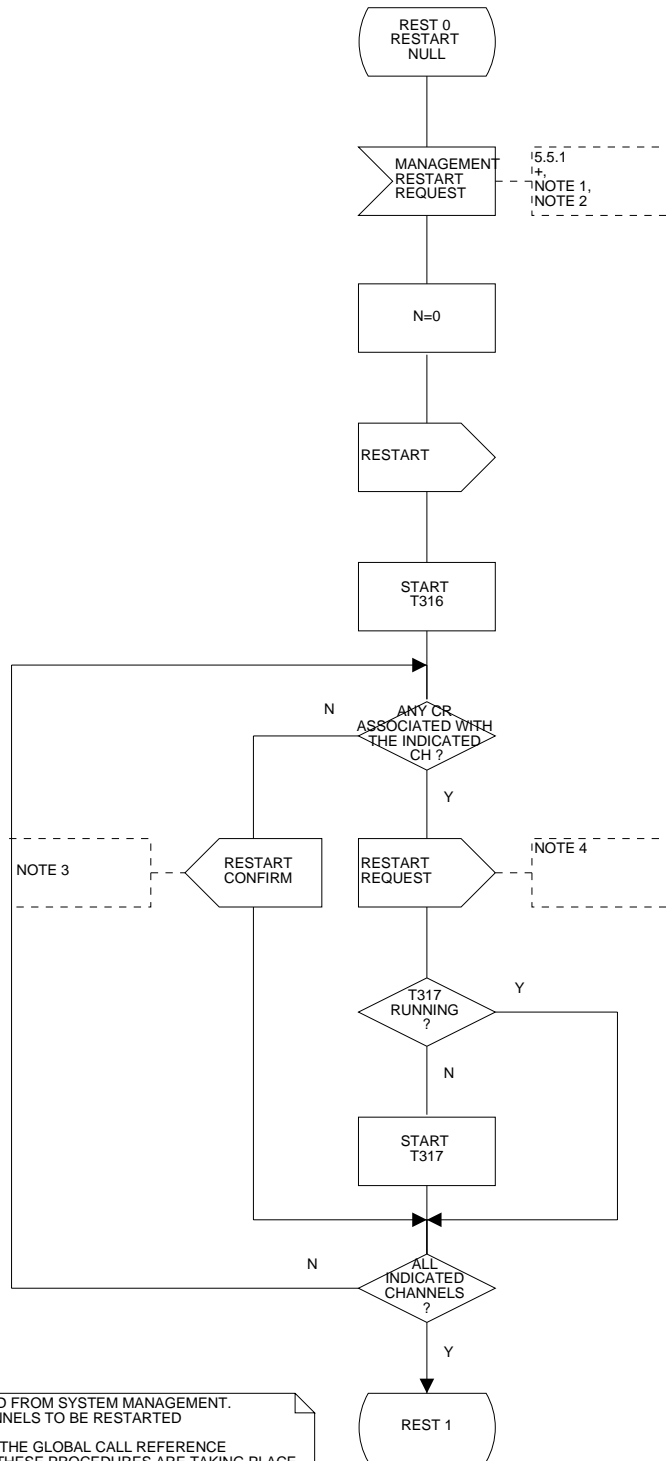 REST 0
RESTART
NULL
MANAGEMENT
RESTART
REQUEST
5.5.1
+,
NOTE 1,
NOTE 2
N=0
RESTART
START
T316
N
ANY CR
ASSOCIATED WITH
THE INDICATED
CH ?
Y
NOTE 3
RESTART
CONFIRM
RESTART
REQUEST
NOTE 4
T317
RUNNING
?
Y
N
START
T317
N
ALL
INDICATED
CHANNELS
?
Y
FROM SYSTEM MANAGEMENT.
TO BE RESTARTED
THE GLOBAL CALL REFERENCE
THESE PROCEDURES ARE TAKING PLACE
REST 1